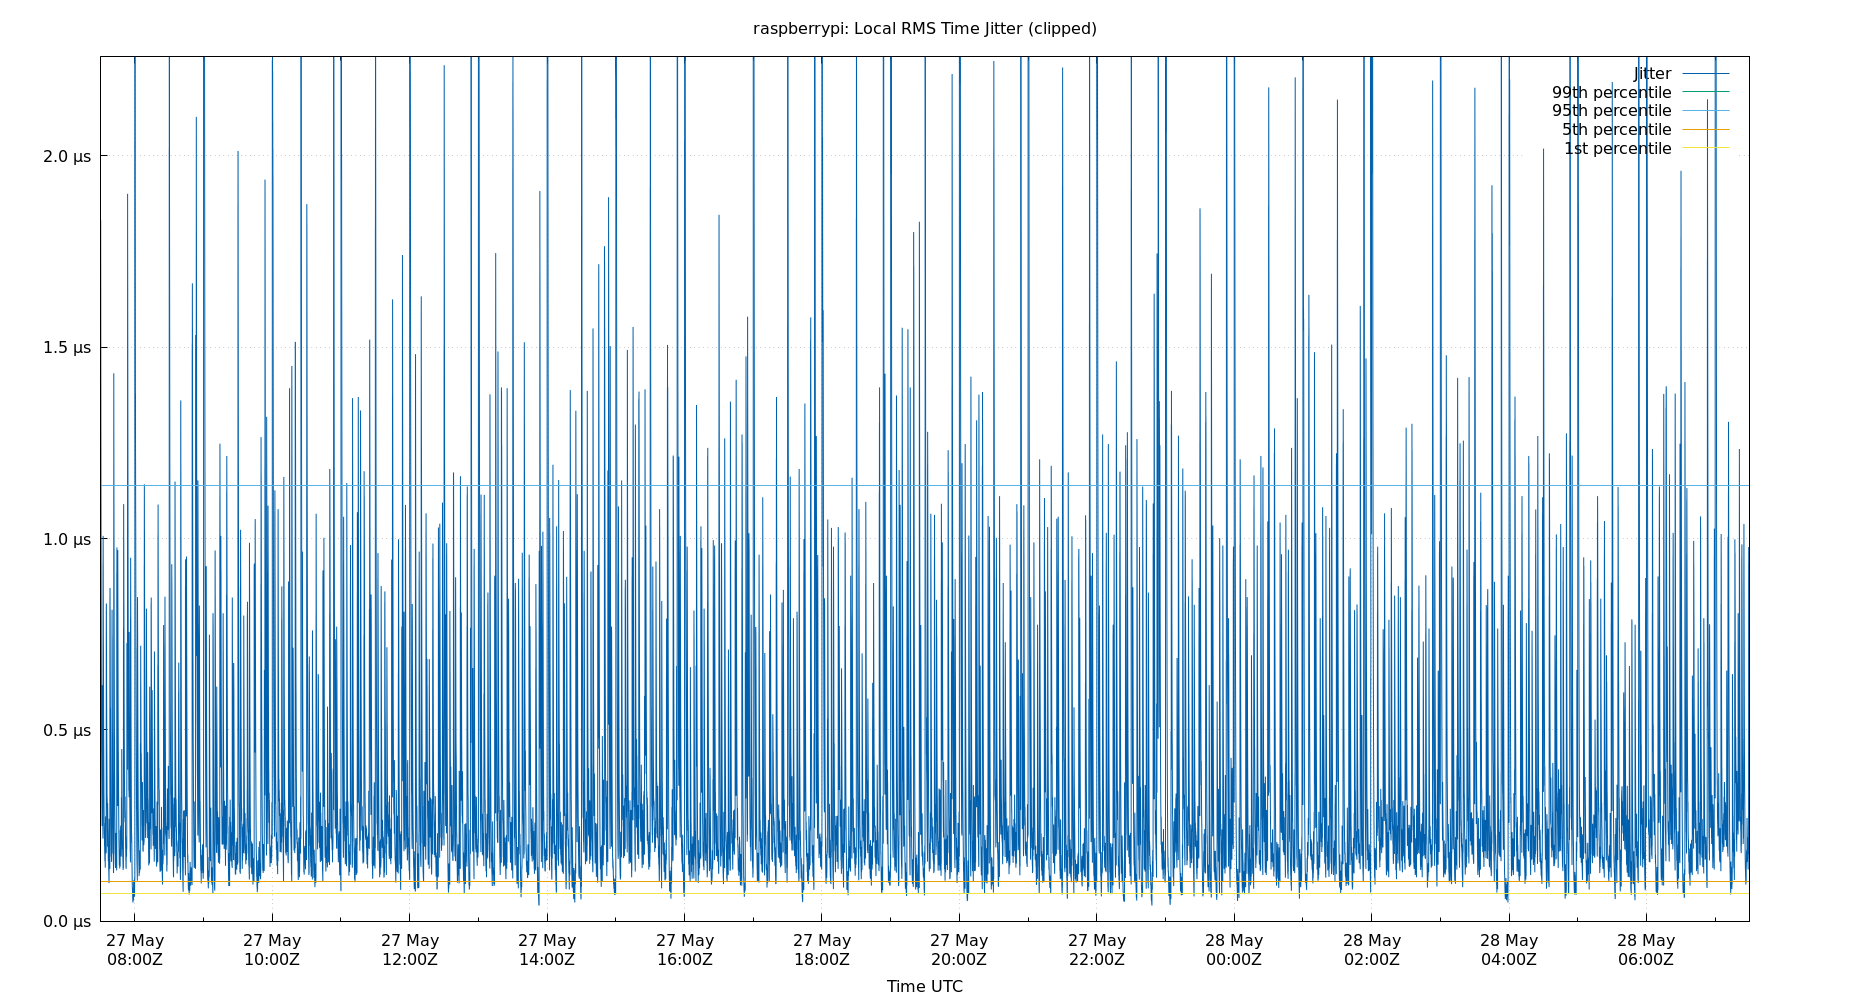 raspberrypi: Local RMS Time Jitter (clipped)
Jitter
99th percentile
95th percentile
5th percentile
1st percentile
2.0 µs
1.5 µs
1.0 µs
0.5 µs
0.0 µs
27 May 27 May 27 May 27 May 27 May 27 May 27 May 27 May 28 May 28 May 28 May 28 May
08:00Z 10:00Z 12:00Z 14:00Z 16:00Z 18:00Z 20:00Z 22:00Z 00:00Z 02:00Z 04:00Z 06:00Z
Time UTC